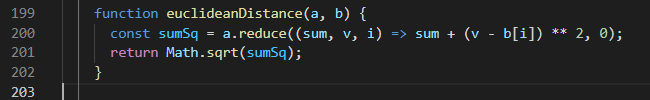 199 function euclideanDistance(a, b) {
200 const sumSq = a.reduce((sum, v, i) => sum + (v - b[i]) ** 2, 0);
201 return Math.sqrt(sumSq);
202 }
203